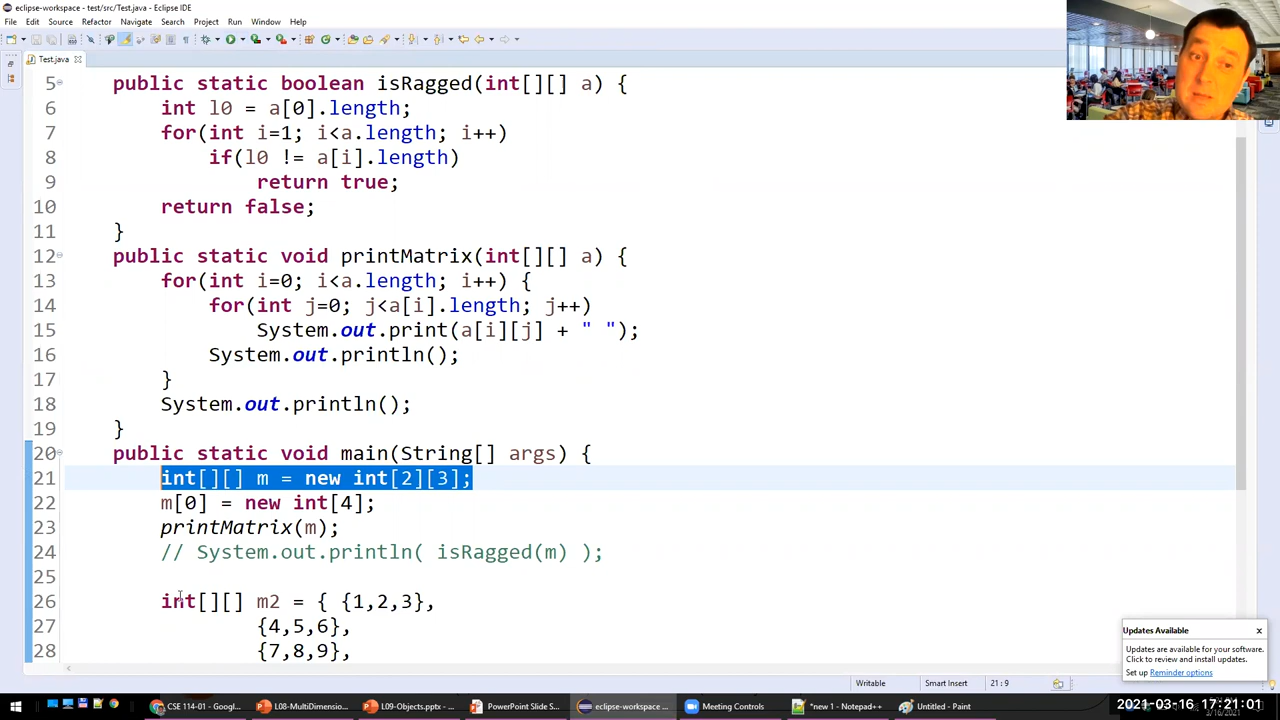 eclipse-workspace - test/src/Test.java - Eclipse IDE
File Edit Source Refactor Navigate Search Project Run Window Help
Test.java
5 public static boolean isRagged(int[][] a) {
6 int l0 = a[0].length;
7 for(int i=1; i<a.length; i++)
8 if(l0 != a[i].length)
9 return true;
10 return false;
11 }
12 public static void printMatrix(int[][] a) {
13 for(int i=0; i<a.length; i++) {
14 for(int j=0; j<a[i].length; j++)
15 System.out.print(a[i][j] + " ");
16 System.out.println();
17 }
18 System.out.println();
19 }
20 public static void main(String[] args) {
21 int[][] m = new int[2][3];
22 m[0] = new int[4];
23 printMatrix(m);
24 // System.out.println( isRagged(m) );
25
26 int[][] m2 = { {1,2,3},
27 {4,5,6},
28 {7,8,9},
Updates Available
Updates are available for your software.
Click to review and install updates.
Set up Reminder options
Writable Smart Insert 21 : 9
CSE 114-01 - Googl... L08-MultiDimensio... L09-Objects.pptx - ... PowerPoint Slide S... eclipse-workspace ... Meeting Controls *new 1 - Notepad++ Untitled - Paint
2021-03-16 17:21:01